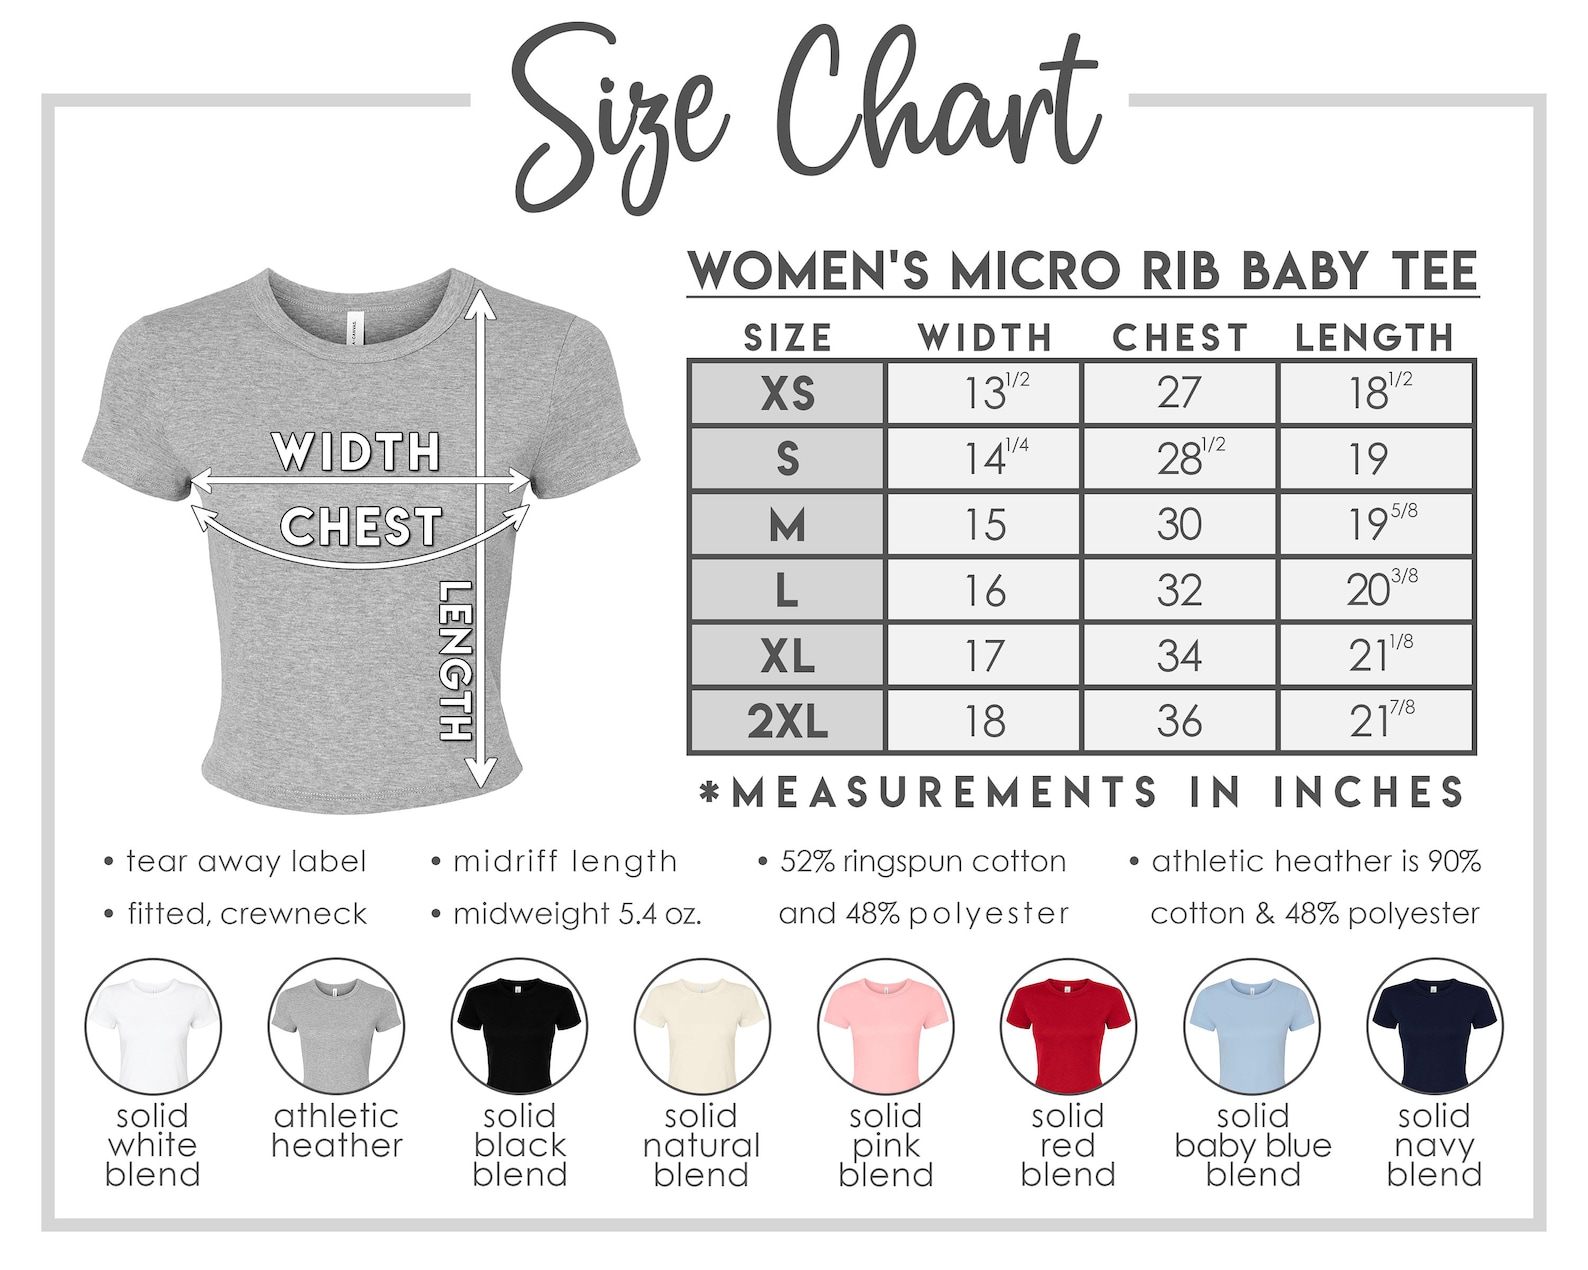 Size Chart
WOMEN'S MICRO RIB BABY TEE
SIZE WIDTH CHEST LENGTH
XS 13 1/2 27 18 1/2
S 14 1/4 28 1/2 19
M 15 30 19 5/8
L 16 32 20 3/8
XL 17 34 21 1/8
2XL 18 36 21 7/8
*MEASUREMENTS IN INCHES
WIDTH
CHEST
LENGTH
• tear away label
• fitted, crewneck
• midriff length
• midweight 5.4 oz.
• 52% ringspun cotton
and 48% polyester
• athletic heather is 90%
cotton & 48% polyester
solid
white
blend
athletic
heather
solid
black
blend
solid
natural
blend
solid
pink
blend
solid
red
blend
solid
baby blue
blend
solid
navy
blend